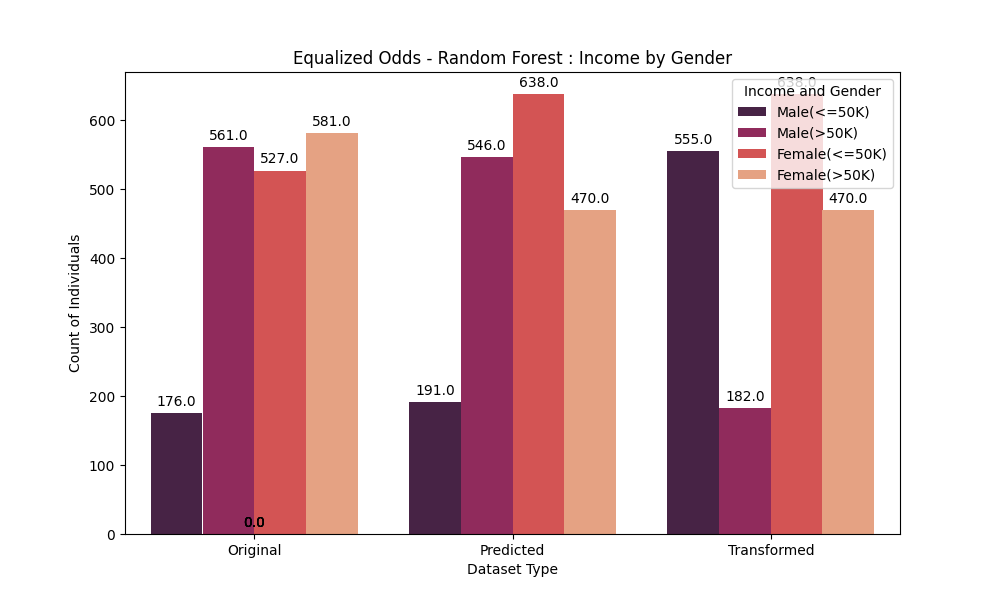 Equalized Odds - Random Forest : Income by Gender
Count of Individuals
600
500
400
300
200
100
0
176.0
561.0
527.0
581.0
0.0
191.0
546.0
638.0
470.0
555.0
182.0
638.0
470.0
Income and Gender
Male(<=50K)
Male(>50K)
Female(<=50K)
Female(>50K)
Original
Predicted
Transformed
Dataset Type